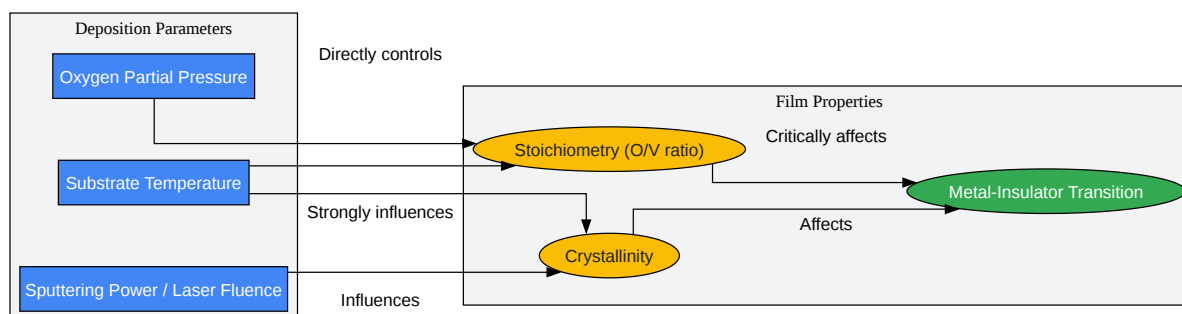 Deposition Parameters
Oxygen Partial Pressure
Directly controls
Film Properties
Stoichiometry (O/V ratio)
Critically affects
Substrate Temperature
Metal-Insulator Transition
Strongly influences
Affects
Crystallinity
Sputtering Power / Laser Fluence
Influences